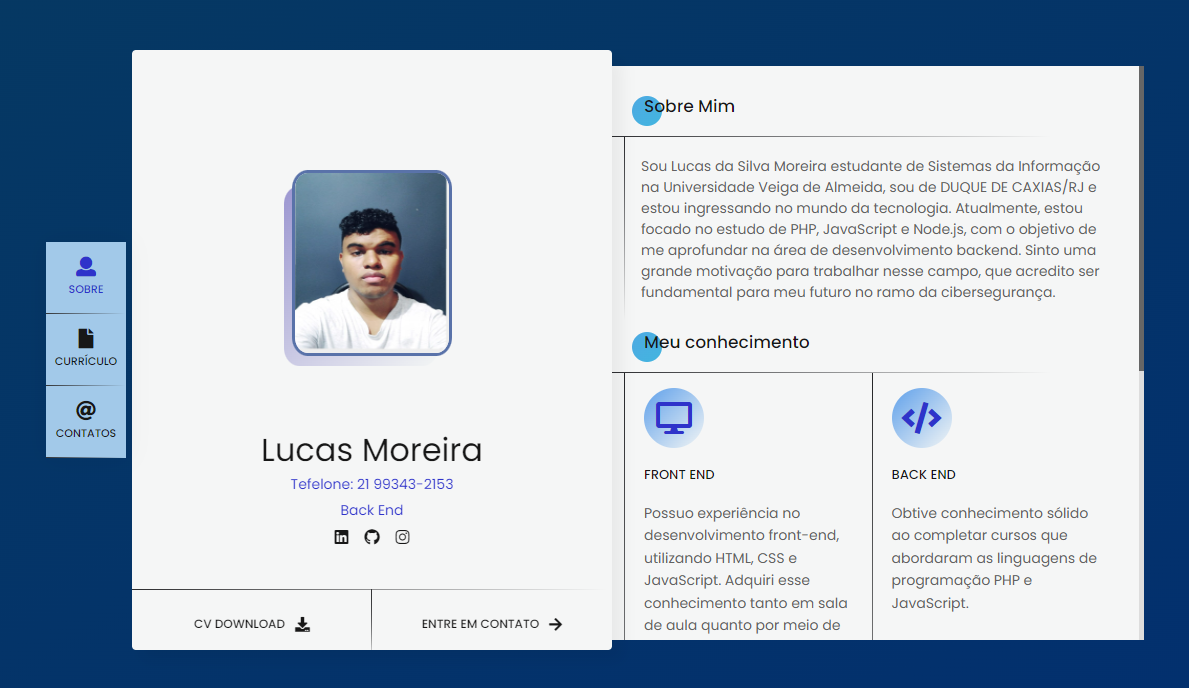 SOBRE
CURRÍCULO
@
CONTATOS
Lucas Moreira
Tefelone: 21 99343-2153
Back End
CV DOWNLOAD
ENTRE EM CONTATO
Sobre Mim
Sou Lucas da Silva Moreira estudante de Sistemas da Informação
na Universidade Veiga de Almeida, sou de DUQUE DE CAXIAS/RJ e
estou ingressando no mundo da tecnologia. Atualmente, estou
focado no estudo de PHP, JavaScript e Node.js, com o objetivo de
me aprofundar na área de desenvolvimento backend. Sinto uma
grande motivação para trabalhar nesse campo, que acredito ser
fundamental para meu futuro no ramo da cibersegurança.
Meu conhecimento
FRONT END
Possuo experiência no
desenvolvimento front-end,
utilizando HTML, CSS e
JavaScript. Adquiri esse
conhecimento tanto em sala
de aula quanto por meio de
BACK END
Obtive conhecimento sólido
ao completar cursos que
abordaram as linguagens de
programação PHP e
JavaScript.